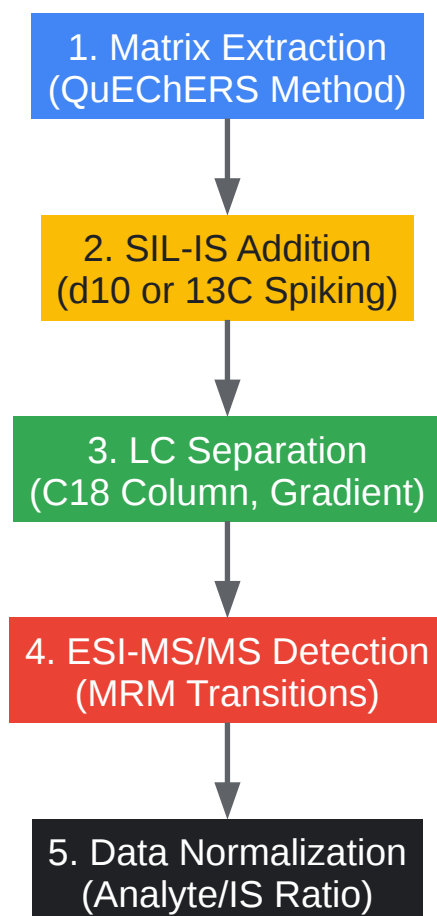 1. Matrix Extraction
(QuEChERS Method)
2. SIL-IS Addition
(d10 or 13C Spiking)
3. LC Separation
(C18 Column, Gradient)
4. ESI-MS/MS Detection
(MRM Transitions)
5. Data Normalization
(Analyte/IS Ratio)